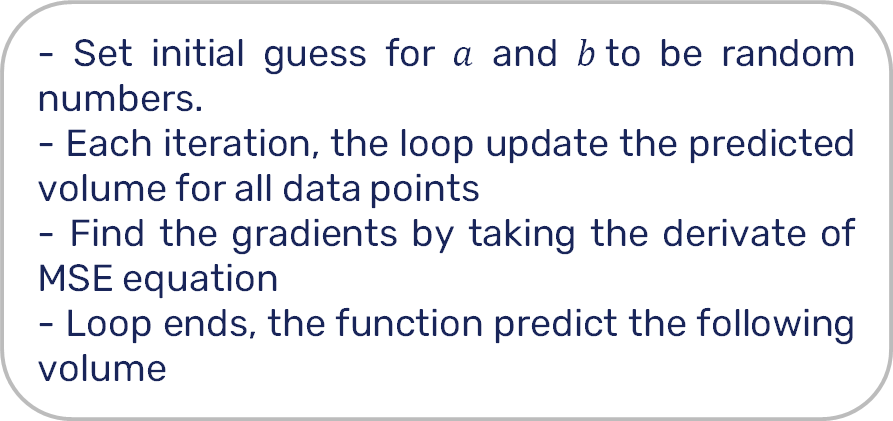 - Set initial guess for a and b to be random
numbers.
- Each iteration, the loop update the predicted
volume for all data points
- Find the gradients by taking the derivate of
MSE equation
- Loop ends, the function predict the following
volume